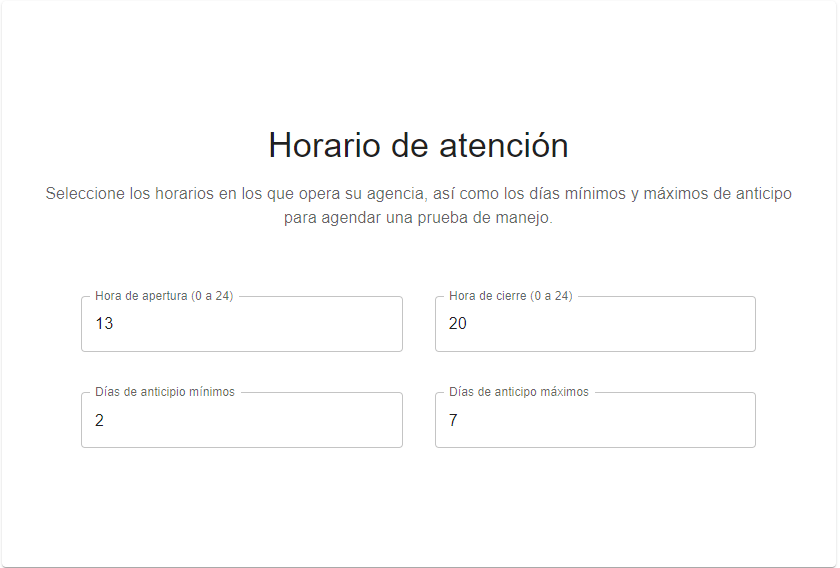 Horario de atención
Seleccione los horarios en los que opera su agencia, así como los días mínimos y máximos de anticipo
para agendar una prueba de manejo.
Hora de apertura (0 a 24)
13
Hora de cierre (0 a 24)
20
Días de anticipio mínimos
2
Días de anticipo máximos
7